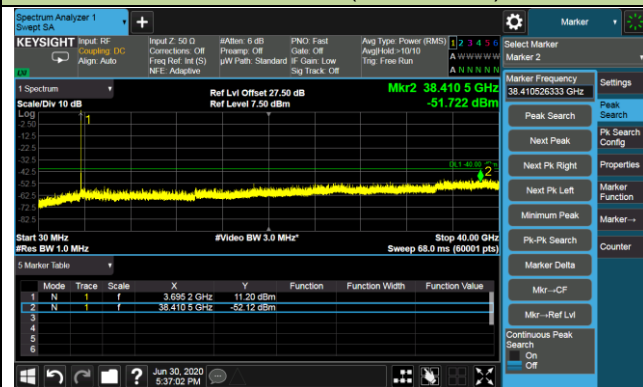 Spectrum Analyzer 1
Swept SA
Marker
KEYSIGHT
Input: RF
Coupling: DC
Align: Auto
Input Z: 50 Ω
Corrections: Off
Freq Ref: Int (S)
NFE: Adaptive
#Atten: 6 dB
Preamp: Off
µW Path: Standard
PNO: Fast
Gate: Off
IF Gain: Low
Sig Track: Off
Avg Type: Power (RMS)
Avg|Hold:>10/10
Trig: Free Run
1 2 3 4 5 6
A W W W W W
A N N N N N
LV
Select Marker
Marker 2
1 Spectrum
Scale/Div 10 dB
Log
Ref Lvl Offset 27.50 dB
Ref Level 7.50 dBm
Mkr2 38.410 5 GHz
-51.722 dBm
-2.50
-12.5
-22.5
-32.5
-42.5
-52.5
-62.5
-72.5
-82.5
1
DL1 -40.00 dBm
2
Start 30 MHz
#Res BW 1.0 MHz
#Video BW 3.0 MHz*
Stop 40.00 GHz
Sweep 68.0 ms (60001 pts)
5 Marker Table
Mode Trace Scale X Y Function Function Width Function Value
1 N 1 f 3.695 2 GHz 11.20 dBm
2 N 1 f 38.410 5 GHz -52.12 dBm
3
4
5
6
Marker Frequency
38.410526333 GHz
Peak Search
Next Peak
Next Pk Right
Next Pk Left
Minimum Peak
Pk-Pk Search
Marker Delta
Mkr→CF
Mkr→Ref Lvl
Continuous Peak
Search
On
Off
Settings
Peak
Search
Pk Search
Config
Properties
Marker
Function
Marker→
Counter
Jun 30, 2020
5:37:02 PM